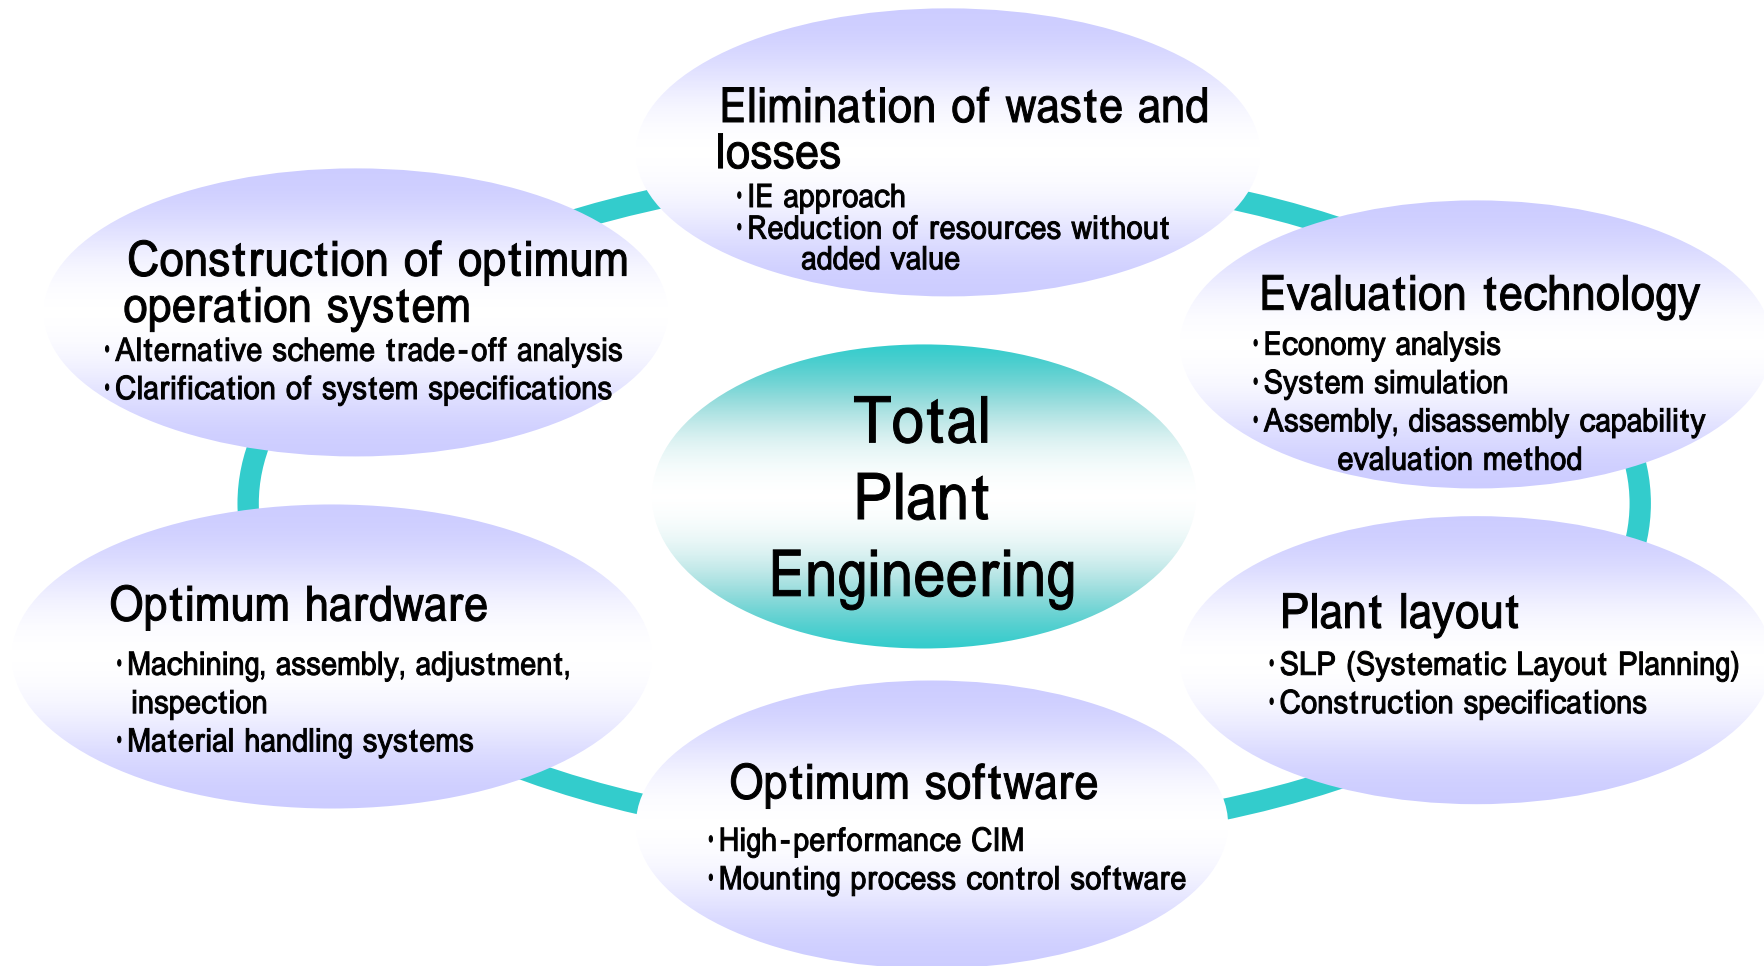 Elimination of waste and
losses
・IE approach
・Reduction of resources without
added value
Construction of optimum
operation system
・Alternative scheme trade-off analysis
・Clarification of system specifications
Evaluation technology
・Economy analysis
・System simulation
・Assembly, disassembly capability
evaluation method
Total
Plant
Engineering
Optimum hardware
・Machining, assembly, adjustment,
inspection
・Material handling systems
Plant layout
・SLP (Systematic Layout Planning)
・Construction specifications
Optimum software
・High-performance CIM
・Mounting process control software